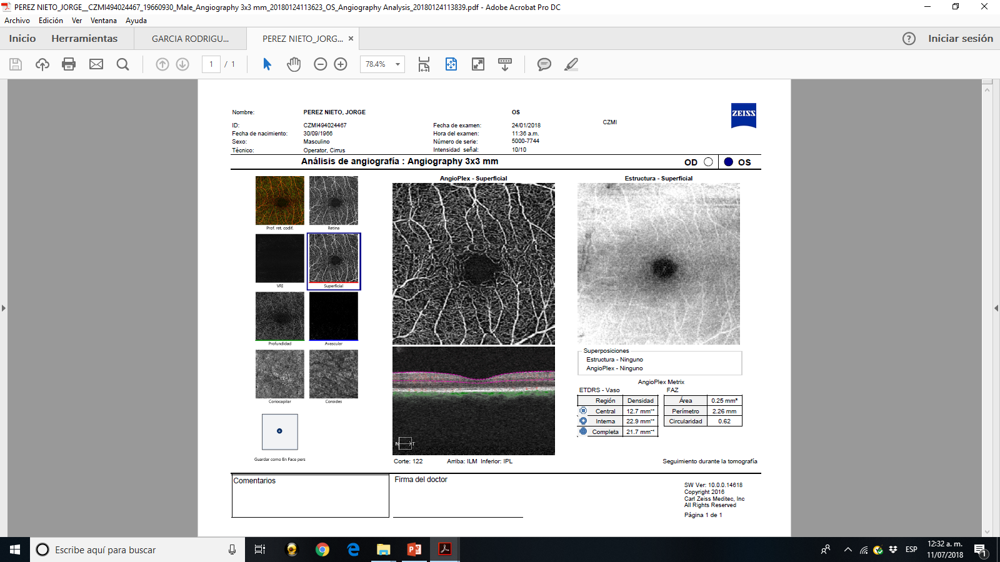 PEREZ NIETO_JORGE__CZMI494024467_19660930_Male_Angiography 3x3 mm_20180124113623_OS_Angiography Analysis_20180124113839.pdf - Adobe Acrobat Pro DC
Archivo Edición Ver Ventana Ayuda
Inicio Herramientas GARCIA RODRIGU... PEREZ NIETO_JORG... × ? Iniciar sesión
1 / 1 78.4%
Nombre: PEREZ NIETO, JORGE OS
ZEISS
ID: CZMI494024467 Fecha de examen: 24/01/2018 CZMI
Fecha de nacimiento: 30/09/1966 Hora del examen: 11:36 a.m.
Sexo: Masculino Número de serie: 5000-7744
Técnico: Operator, Cirrus Intensidad señal: 10/10
Análisis de angiografía : Angiography 3x3 mm OD OS
AngioPlex - Superficial Estructura - Superficial
Prof. ret. codif. Retina
VRI Superficial
Profundidad Avascular
Coriocapilar Coroides
Guardar como En Face pers
N T
Corte: 122 Arriba: ILM Inferior: IPL
Superposiciones
Estructura - Ninguno
AngioPlex - Ninguno
AngioPlex Metrix
ETDRS - Vaso FAZ
Región Densidad Área 0.25 mm²
Central 12.7 mm⁻¹ Perímetro 2.26 mm
Interna 22.9 mm⁻¹ Circularidad 0.62
Completa 21.7 mm⁻¹
Seguimiento durante la tomografía
Comentarios Firma del doctor
SW Ver: 10.0.0.14618
Copyright 2016
Carl Zeiss Meditec, Inc
All Rights Reserved
Página 1 de 1
Escribe aquí para buscar
ESP
12:32 a. m.
11/07/2018
1